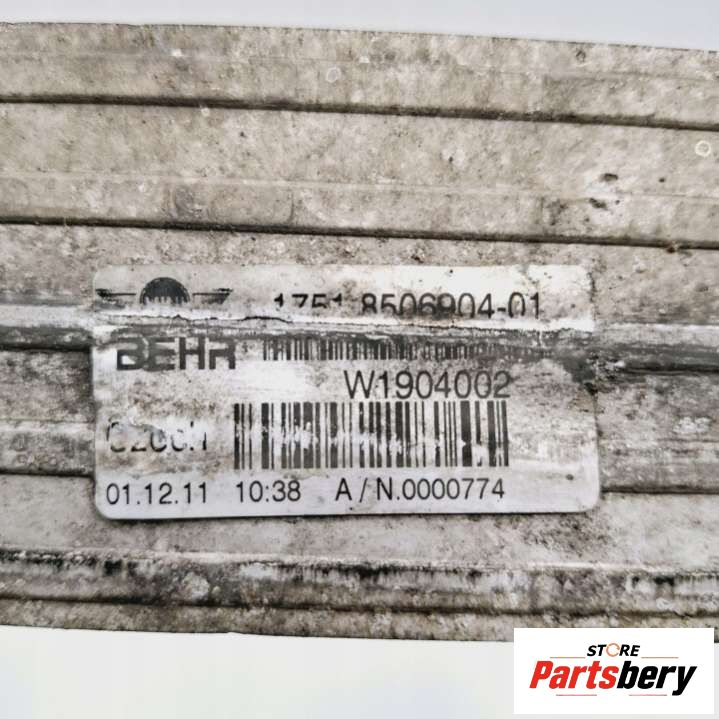 1751 8506904-01
BEHR
W1904002
Czech
01.12.11 10:38 A/N.0000774
STORE
Partsbery